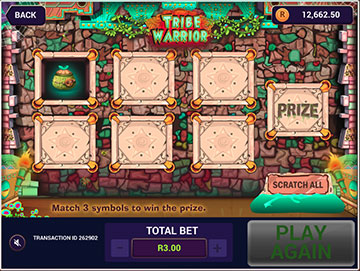 BACK
TRIBE
WARRIOR
R 12,662.50
PRIZE
SCRATCH ALL
Match 3 symbols to win the prize.
TRANSACTION ID 262902
TOTAL BET
- R3.00 +
PLAY
AGAIN